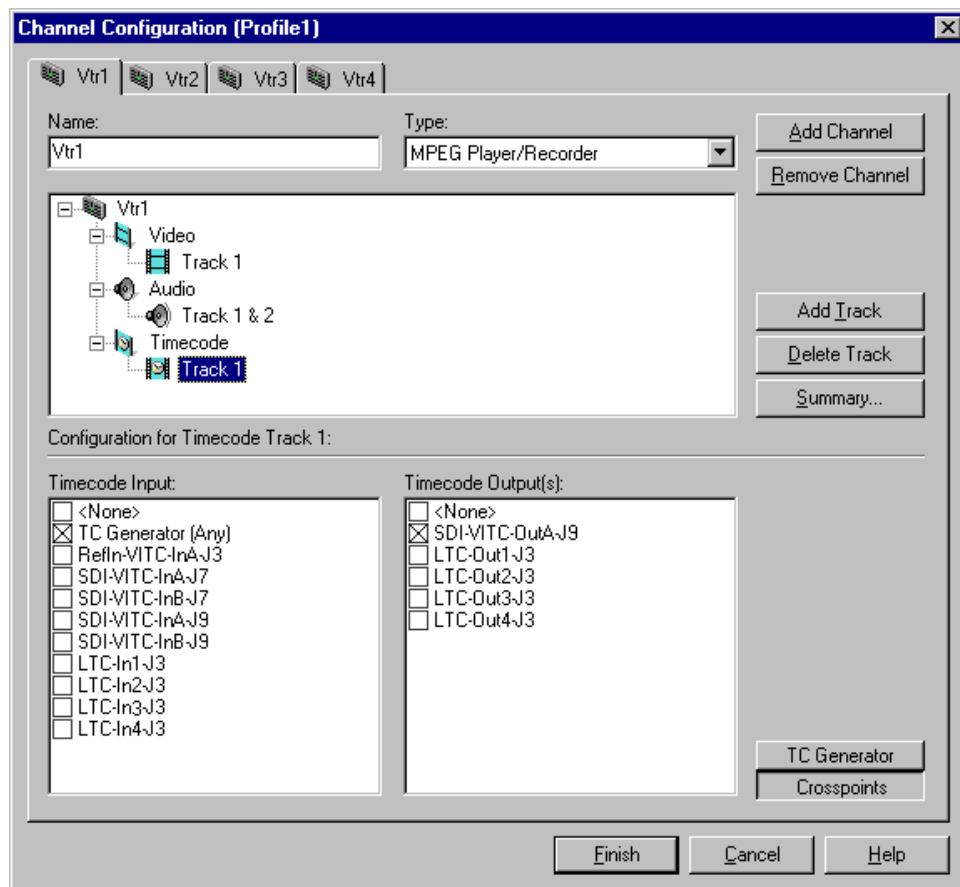 Channel Configuration (Profile1)
Vtr1 Vtr2 Vtr3 Vtr4
Name:
Vtr1
Type:
MPEG Player/Recorder
Add Channel
Remove Channel
Vtr1
Video
Track 1
Audio
Track 1 & 2
Timecode
Track 1
Add Track
Delete Track
Summary...
Configuration for Timecode Track 1:
Timecode Input:
<None>
TC Generator (Any)
RefIn-VITC-InA-J3
SDI-VITC-InA-J7
SDI-VITC-InB-J7
SDI-VITC-InA-J9
SDI-VITC-InB-J9
LTC-In1-J3
LTC-In2-J3
LTC-In3-J3
LTC-In4-J3
Timecode Output(s):
<None>
SDI-VITC-OutA-J9
LTC-Out1-J3
LTC-Out2-J3
LTC-Out3-J3
LTC-Out4-J3
TC Generator
Crosspoints
Finish
Cancel
Help